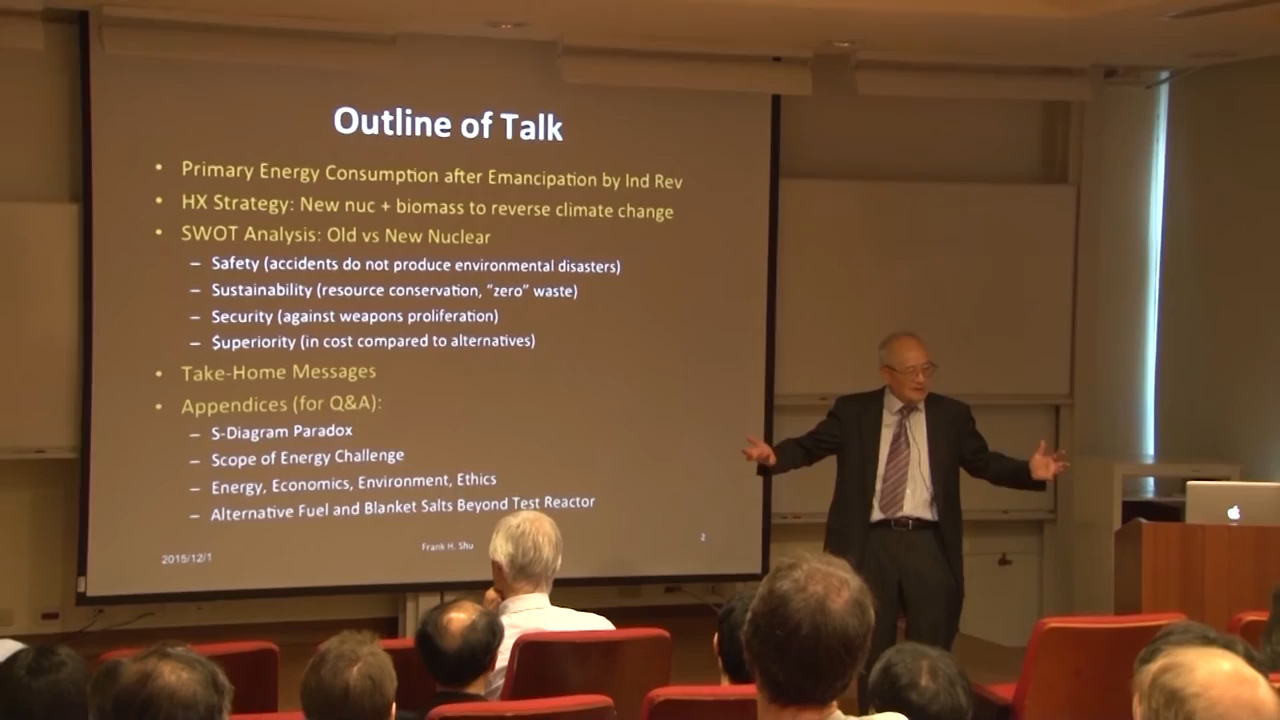 Outline of Talk
• Primary Energy Consumption after Emancipation by Ind Rev
• HX Strategy: New nuc + biomass to reverse climate change
• SWOT Analysis: Old vs New Nuclear
– Safety (accidents do not produce environmental disasters)
– Sustainability (resource conservation, "zero" waste)
– Security (against weapons proliferation)
– $uperiority (in cost compared to alternatives)
• Take-Home Messages
• Appendices (for Q&A):
– S-Diagram Paradox
– Scope of Energy Challenge
– Energy, Economics, Environment, Ethics
– Alternative Fuel and Blanket Salts Beyond Test Reactor
2015/12/1
Frank H. Shu
2